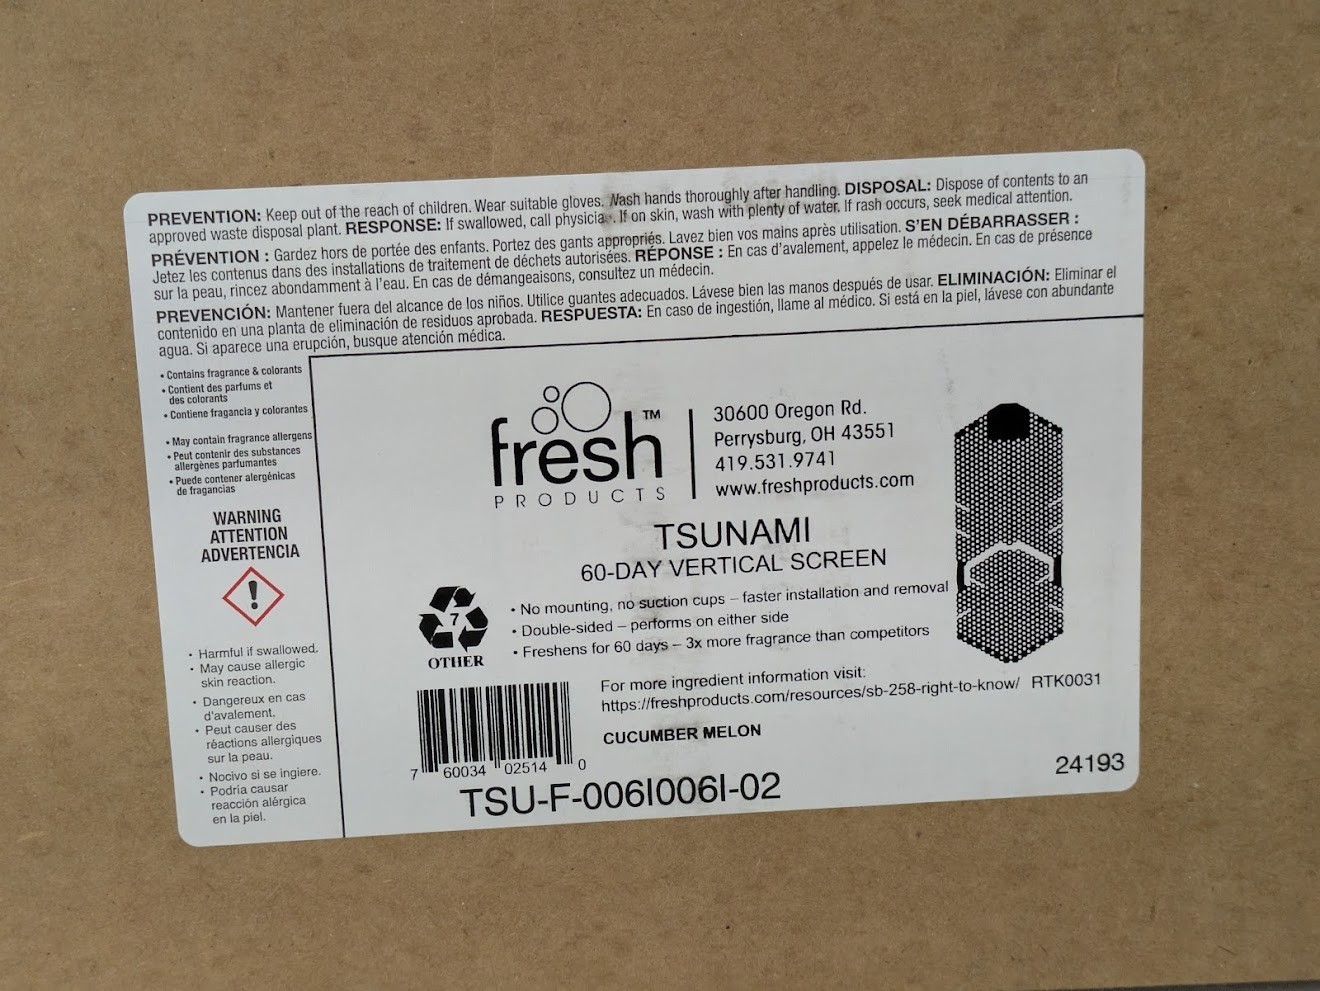 PREVENTION: Keep out of the reach of children. Wear suitable gloves. Wash hands thoroughly after handling. DISPOSAL: Dispose of contents to an
approved waste disposal plant. RESPONSE: If swallowed, call physician. If on skin, wash with plenty of water. If rash occurs, seek medical attention.
PRÉVENTION : Gardez hors de portée des enfants. Portez des gants appropriés. Lavez bien vos mains après utilisation. S'EN DÉBARRASSER :
Jetez les contenus dans des installations de traitement de déchets autorisées. RÉPONSE : En cas d'avalement, appelez le médecin. En cas de présence
sur la peau, rincez abondamment à l'eau. En cas de démangeaisons, consultez un médecin.
PREVENCIÓN: Mantener fuera del alcance de los niños. Utilice guantes adecuados. Lávese bien las manos después de usar. ELIMINACIÓN: Eliminar el
contenido en una planta de eliminación de residuos aprobada. RESPUESTA: En caso de ingestión, llame al médico. Si está en la piel, lávese con abundante
agua. Si aparece una erupción, busque atención médica.
• Contains fragrance & colorants
• Contient des parfums et
des colorants
• Contiene fragancia y colorantes
• May contain fragrance allergens
• Peut contenir des substances
allergènes parfumantes
• Puede contener alergénicas
de fragancias
WARNING
ATTENTION
ADVERTENCIA
!
• Harmful if swallowed.
• May cause allergic
skin reaction.
• Dangereux en cas
d'avalement.
• Peut causer des
réactions allergiques
sur la peau.
• Nocivo si se ingiere.
• Podría causar
reacción alérgica
en la piel.
fresh™
PRODUCTS
30600 Oregon Rd.
Perrysburg, OH 43551
419.531.9741
www.freshproducts.com
TSUNAMI
60-DAY VERTICAL SCREEN
• No mounting, no suction cups – faster installation and removal
• Double-sided – performs on either side
• Freshens for 60 days – 3x more fragrance than competitors
7
OTHER
For more ingredient information visit:
https://freshproducts.com/resources/sb-258-right-to-know/ RTK0031
CUCUMBER MELON
7 60034 02514 0
TSU-F-006I006I-02
24193